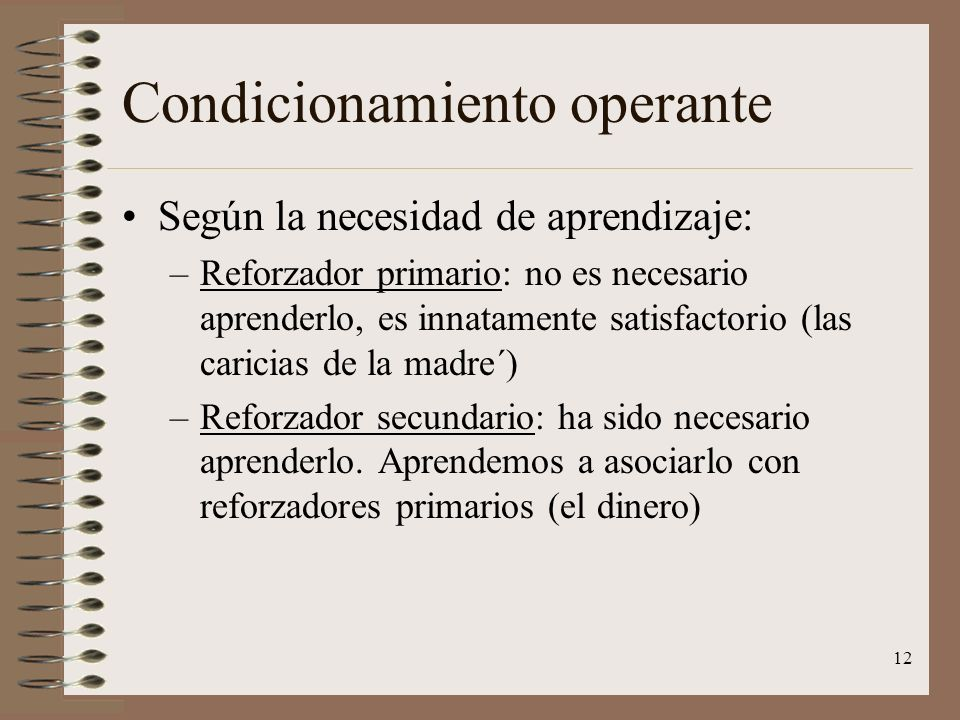 Condicionamiento operante
• Según la necesidad de aprendizaje:
–Reforzador primario: no es necesario
aprenderlo, es innatamente satisfactorio (las
caricias de la madre´)
–Reforzador secundario: ha sido necesario
aprenderlo. Aprendemos a asociarlo con
reforzadores primarios (el dinero)
12